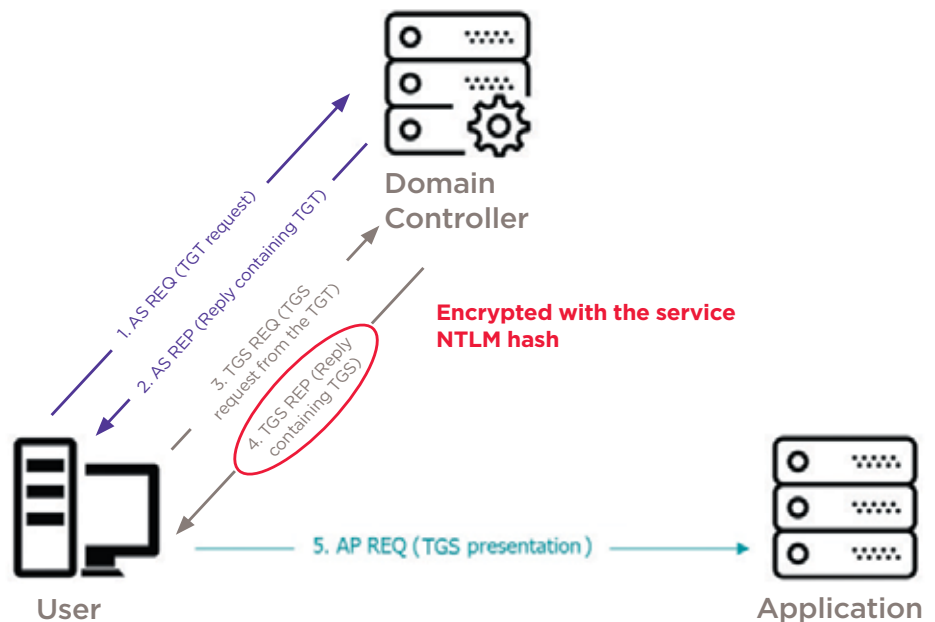 Domain
Controller
1. AS REQ (TGT request)
2. AS REP (Reply containing TGT)
3. TGS REQ (TGS
request from the TGT)
4. TGS REP (Reply
containing TGS)
Encrypted with the service
NTLM hash
5. AP REQ (TGS presentation)
User
Application